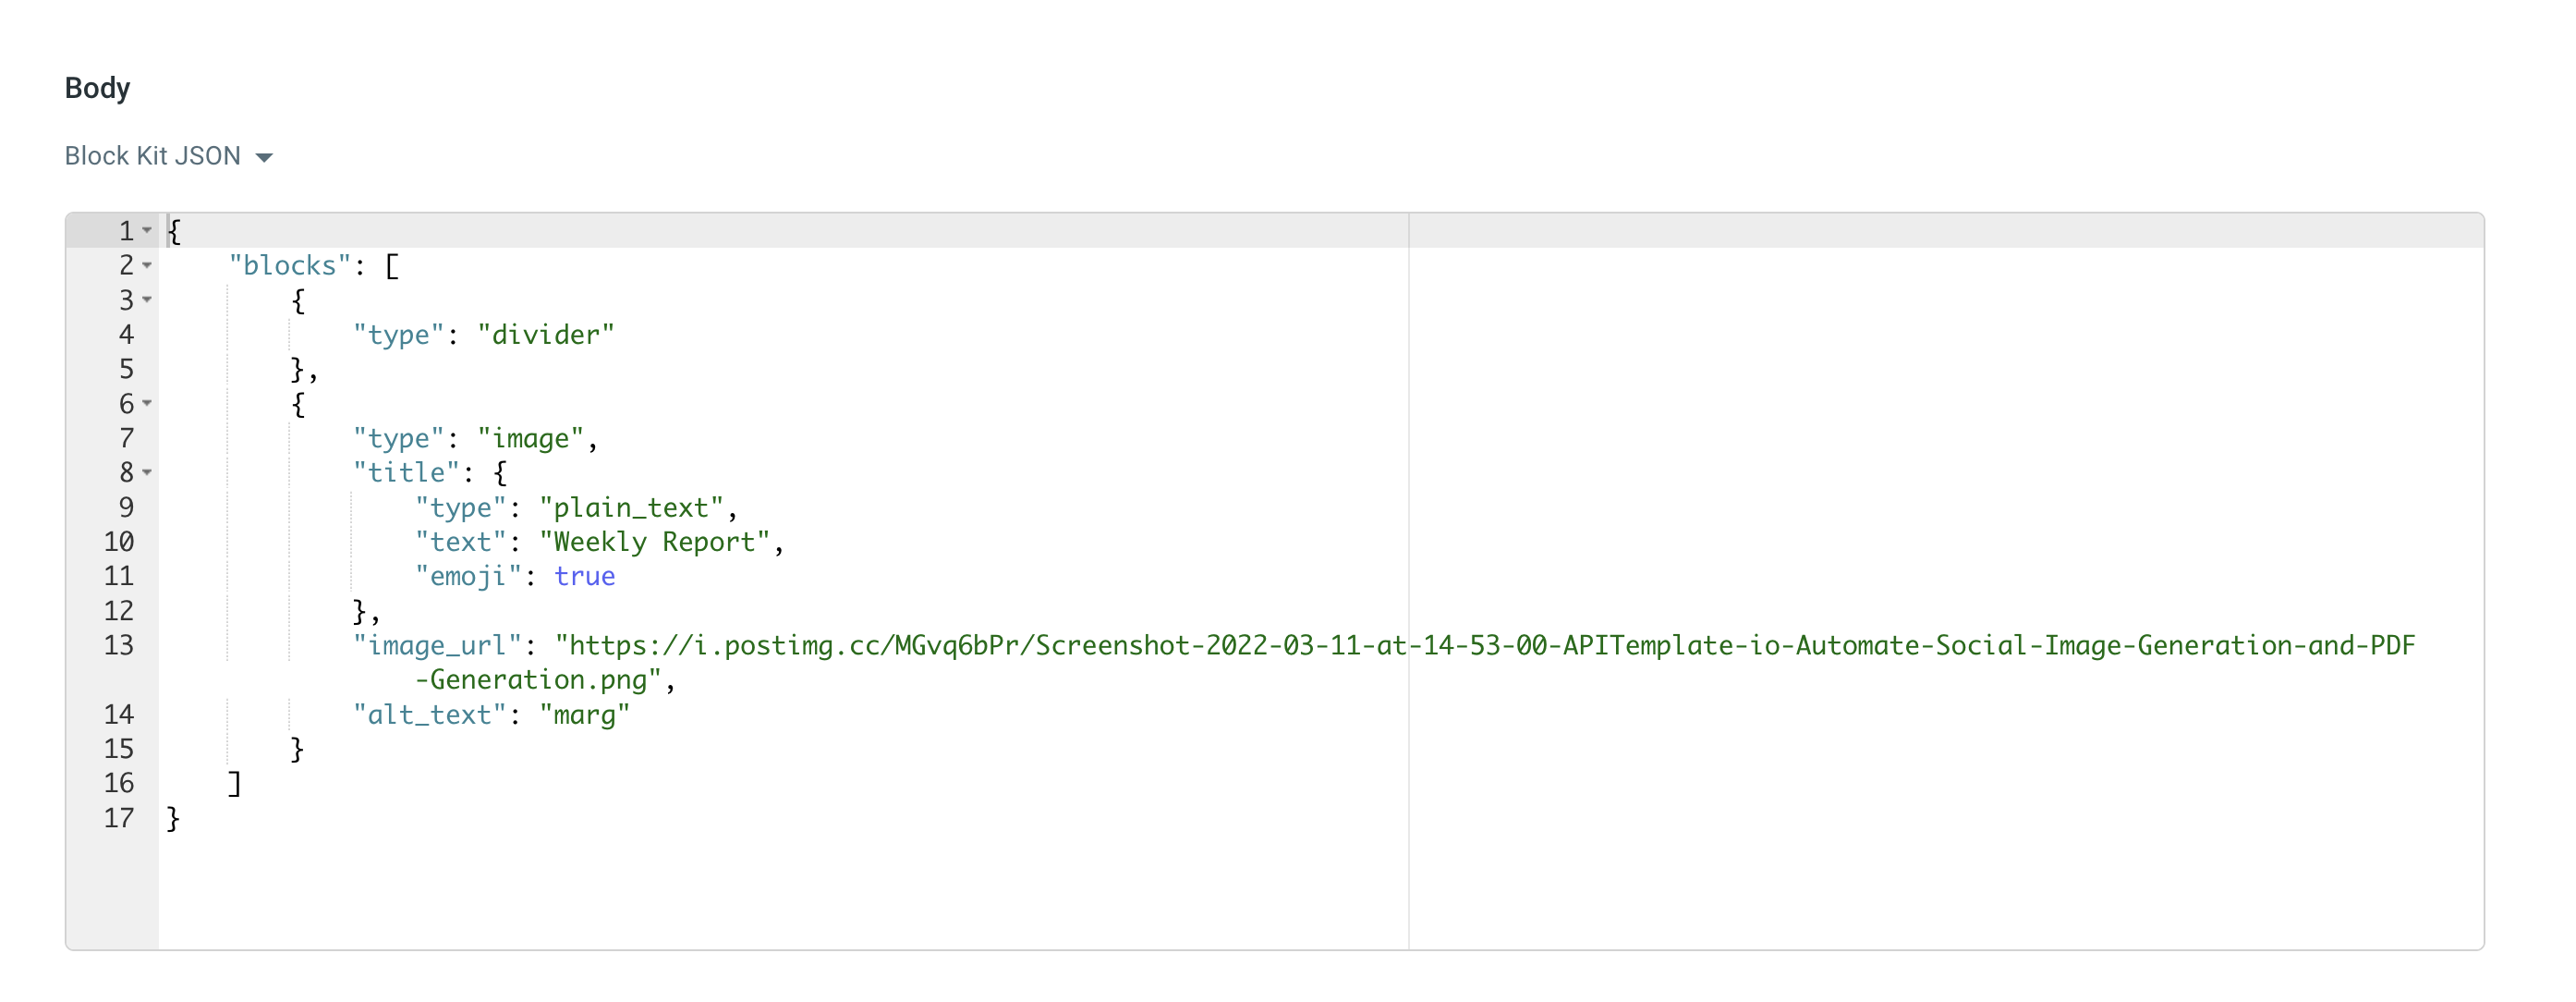 Body
Block Kit JSON
1 {
2     "blocks": [
3         {
4             "type": "divider"
5         },
6         {
7             "type": "image",
8             "title": {
9                 "type": "plain_text",
10                 "text": "Weekly Report",
11                 "emoji": true
12             },
13             "image_url": "https://i.postimg.cc/MGvq6bPr/Screenshot-2022-03-11-at-14-53-00-APITemplate-io-Automate-Social-Image-Generation-and-PDF
                -Generation.png",
14             "alt_text": "marg"
15         }
16     ]
17 }